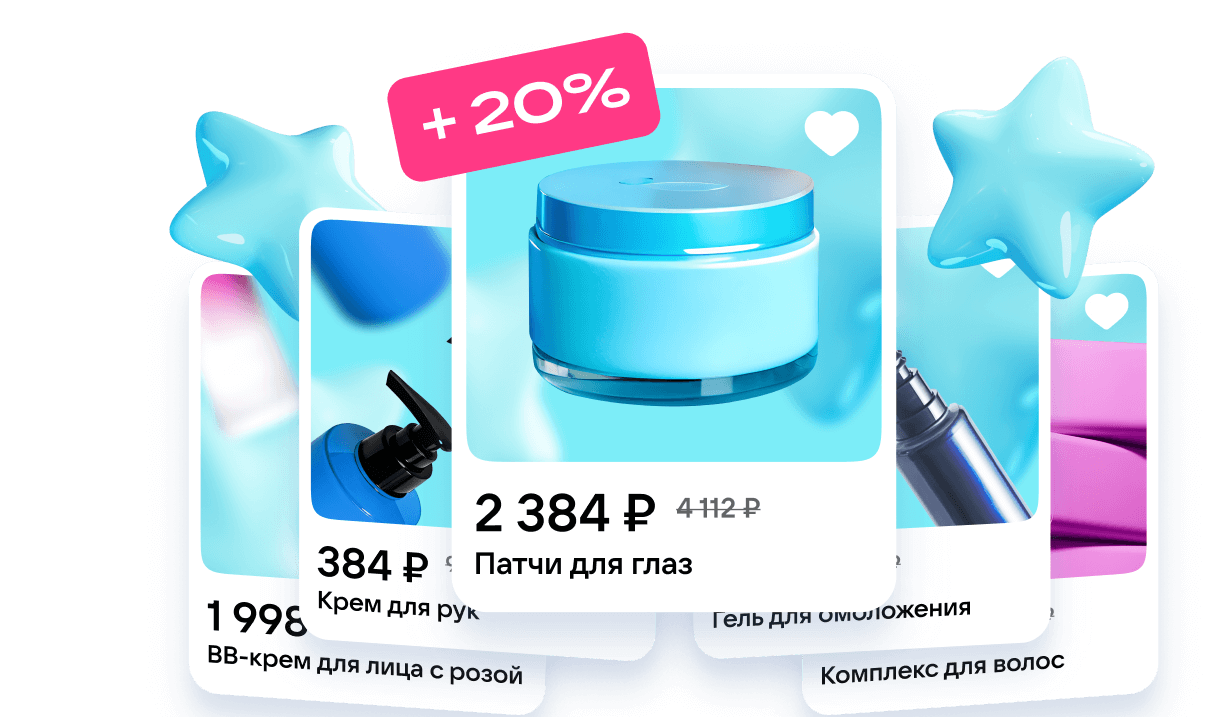 + 20%
2 384 ₽ 4 112 ₽
Патчи для глаз
384 ₽
Крем для рук
1 998
BB-крем для лица с розой
₽
Гель для омоложения
₽
Комплекс для волос